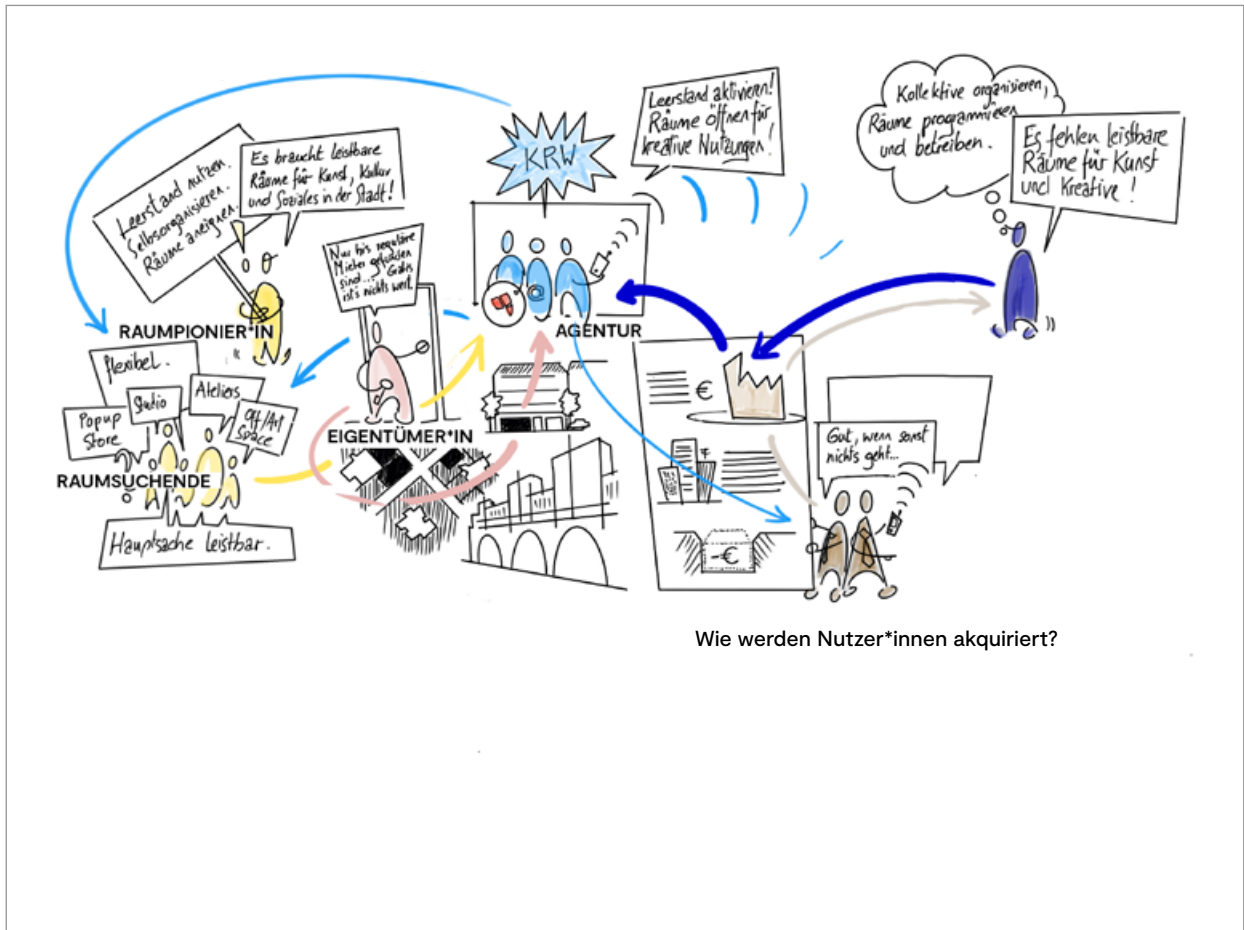 Leerstand nutzen.
Selbsorganisieren.
Räume aneignen.
Es braucht leistbare
Räume für Kunst, Kultur
und Soziales in der Stadt!
RAUMPIONIER*IN
flexibel.
Studio
Ateliers
Popup
Store
Off/Art
Space
RAUMSUCHENDE
Hauptsache leistbar.
Nur bis reguläre
Mieter gefunden
sind... Gratis
ist's nichts wert.
EIGENTÜMER*IN
KRW
AGENTUR
Leerstand aktivieren!
Räume öffnen für
kreative Nutzungen!
Kollektive organisieren,
Räume programmieren
und betreiben.
Es fehlen leistbare
Räume für Kunst
und Kreative!
€
-€
Gut, wenn sonst
nichts geht...
Wie werden Nutzer*innen akquiriert?